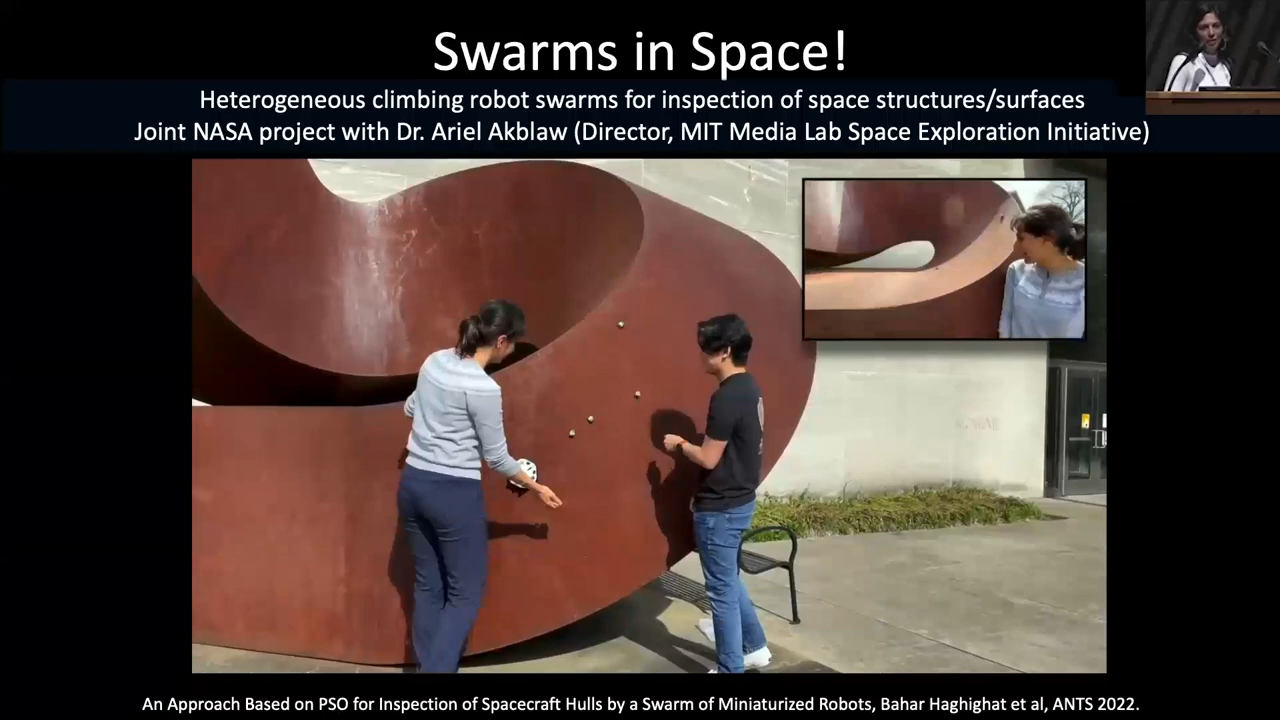 Swarms in Space!
Heterogeneous climbing robot swarms for inspection of space structures/surfaces
Joint NASA project with Dr. Ariel Akblaw (Director, MIT Media Lab Space Exploration Initiative)
An Approach Based on PSO for Inspection of Spacecraft Hulls by a Swarm of Miniaturized Robots, Bahar Haghighat et al, ANTS 2022.